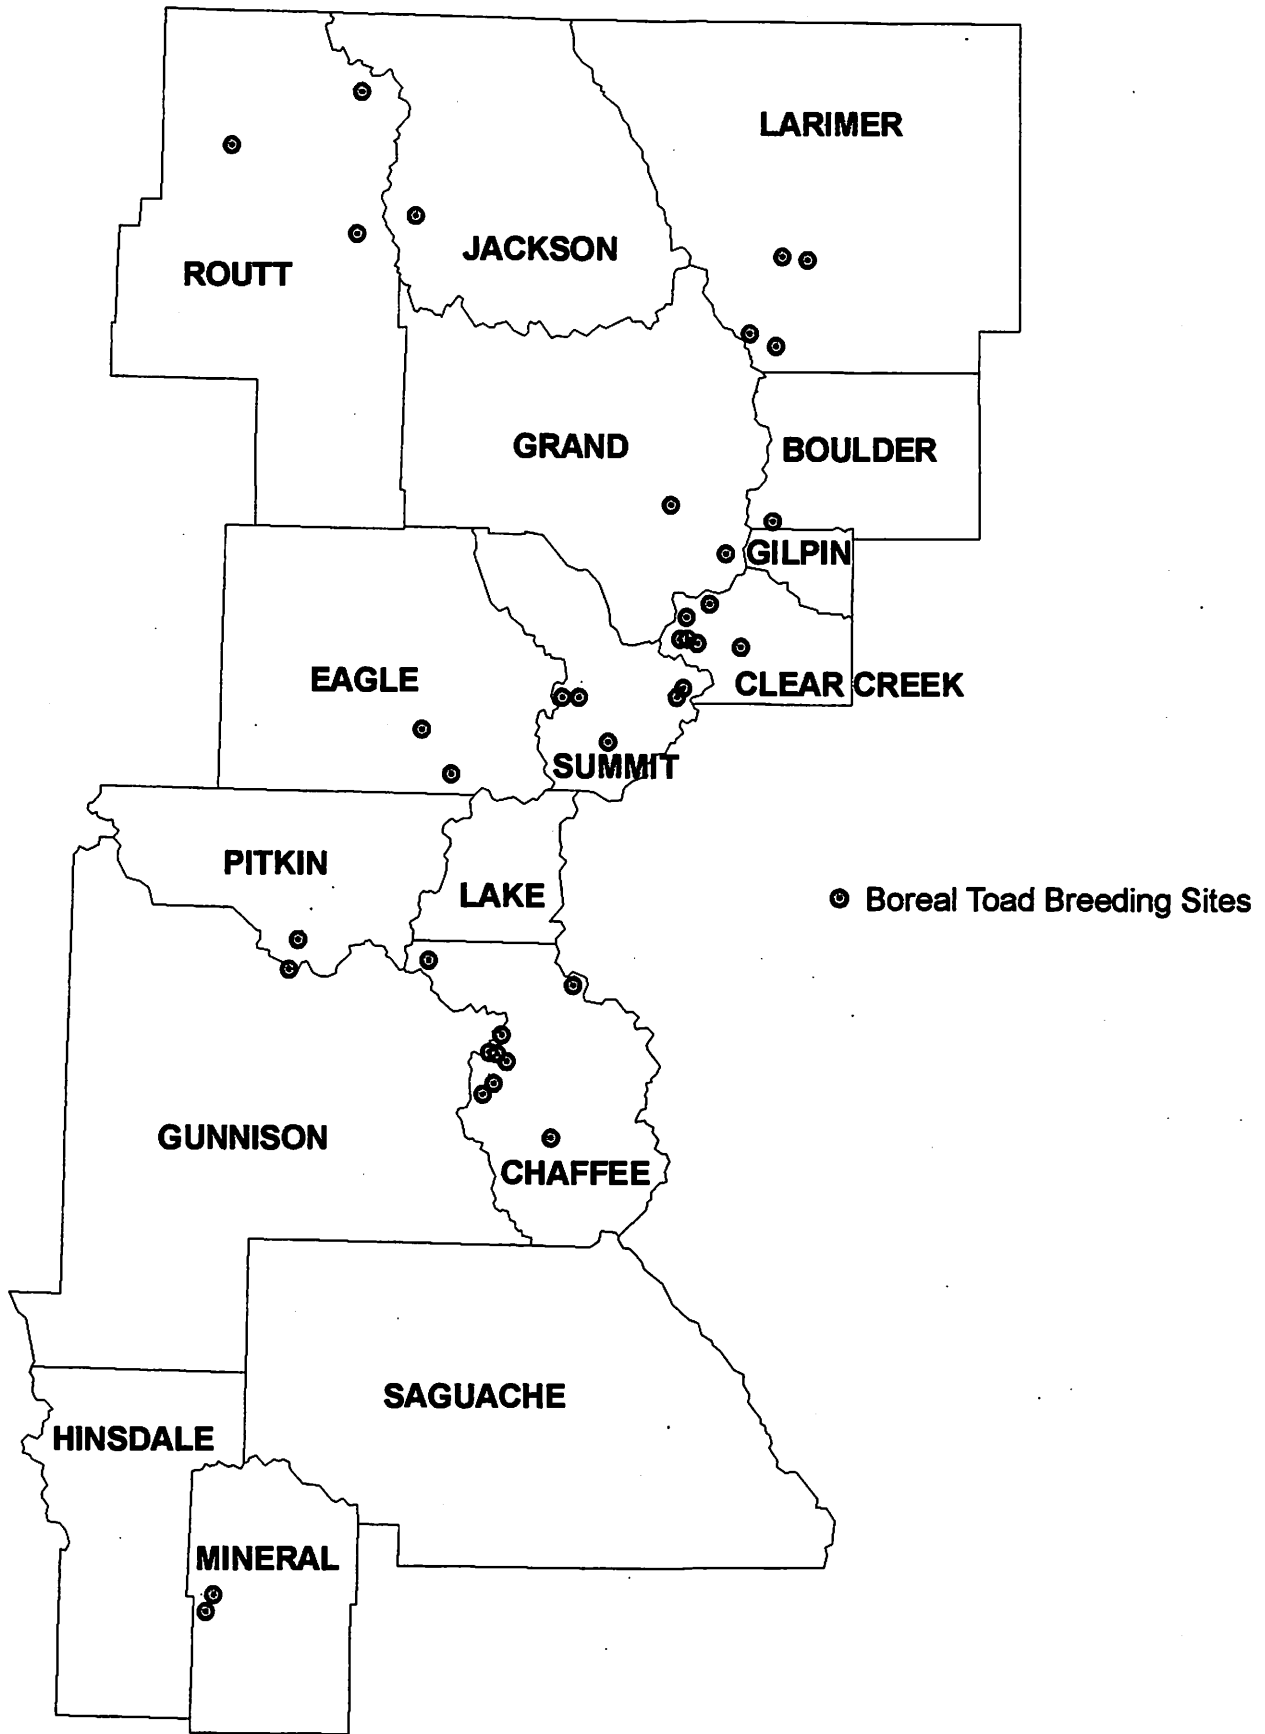 LARIMER
JACKSON
ROUTT
GRAND
BOULDER
GILPIN
EAGLE
CLEAR CREEK
SUMMIT
PITKIN
LAKE
Boreal Toad Breeding Sites
GUNNISON
CHAFFEE
SAGUACHE
HINSDALE
MINERAL